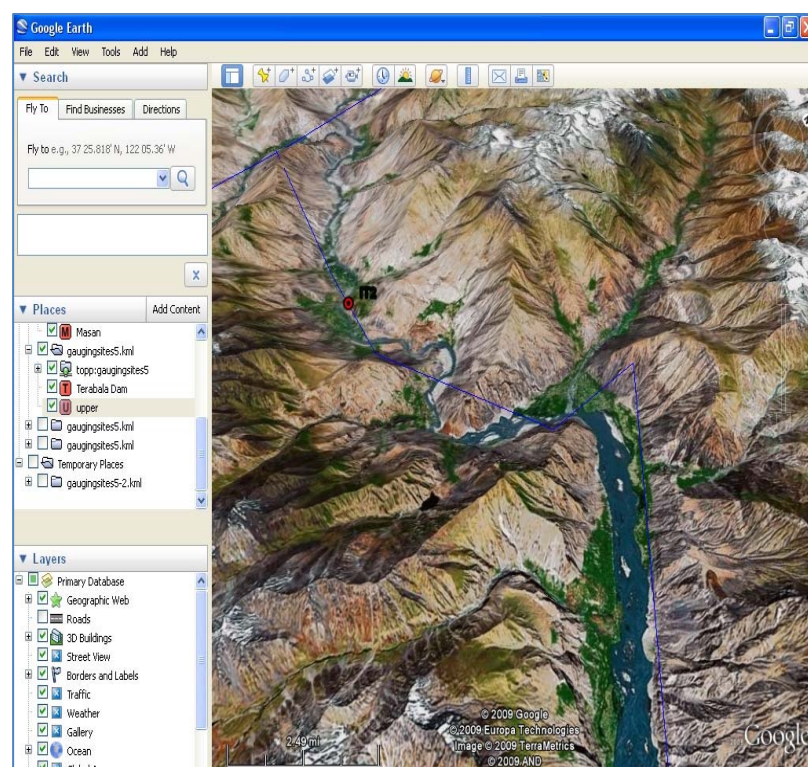 Google Earth
File Edit View Tools Add Help
Search
Fly To Find Businesses Directions
Fly to e.g., 37 25.818' N, 122 05.36' W
Places Add Content
M Masan
gaugingsites5.kml
topp:gaugingsites5
T Terabala Dam
U upper
gaugingsites5.kml
gaugingsites5.kml
Temporary Places
gaugingsites5-2.kml
Layers
Primary Database
Geographic Web
Roads
3D Buildings
Street View
Borders and Labels
Traffic
Weather
Gallery
Ocean
© 2009 Google
© 2009 Europa Technologies
Image © 2009 TerraMetrics
© 2009 AND
2.49 mi
Google